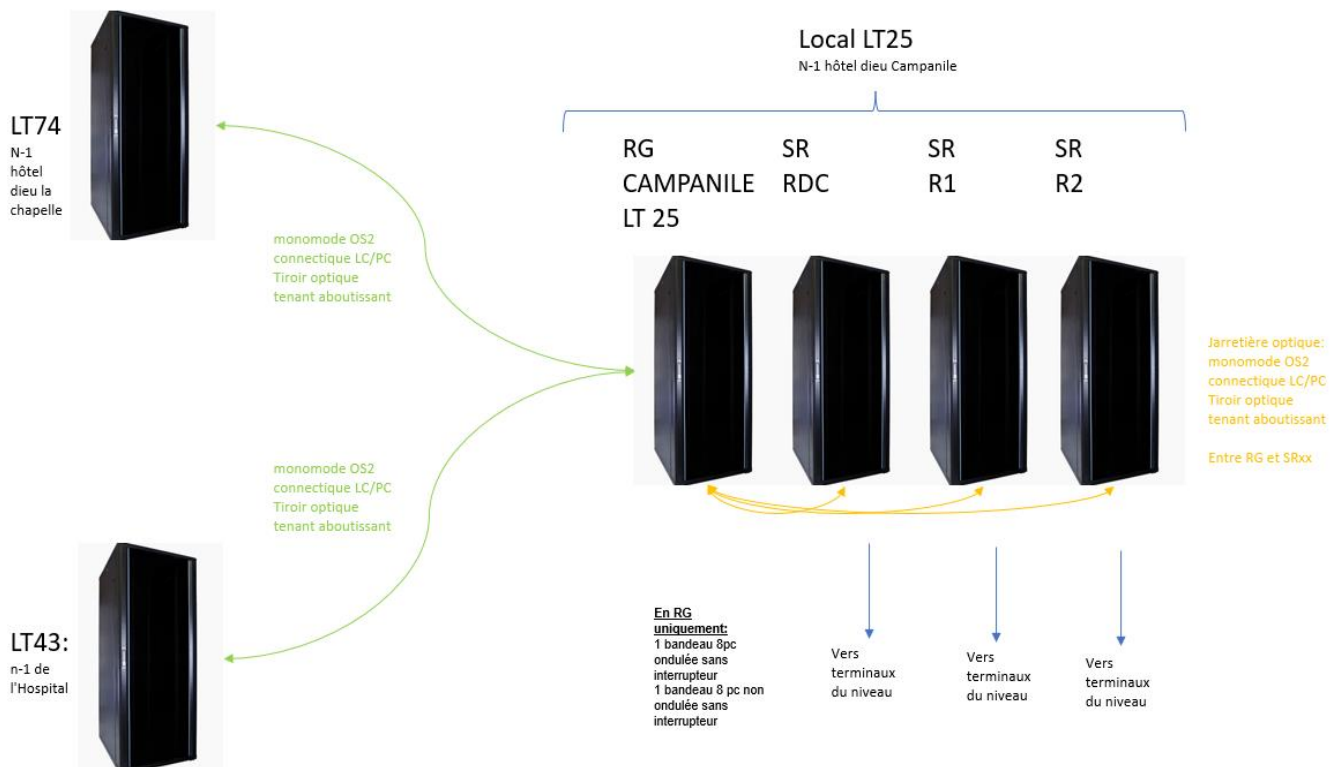 Local LT25
N-1 hôtel dieu Campanile
LT74
N-1
hôtel
dieu la
chapelle
RG
CAMPANILE
LT 25
SR
RDC
SR
R1
SR
R2
monomode OS2
connectique LC/PC
Tiroir optique
tenant aboutissant
Jarretière optique:
monomode OS2
connectique LC/PC
Tiroir optique
tenant aboutissant
Entre RG et SRxx
monomode OS2
connectique LC/PC
Tiroir optique
tenant aboutissant
LT43:
n-1 de
l'Hospital
En RG
uniquement:
1 bandeau 8pc
ondulée sans
interrupteur
1 bandeau 8 pc non
ondulée sans
interrupteur
Vers
terminaux
du niveau
Vers
terminaux
du niveau
Vers
terminaux
du niveau